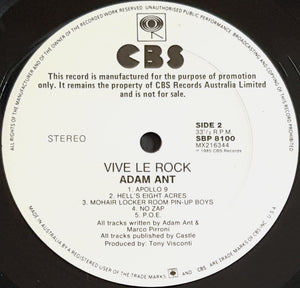 CBS
This record is manufactured for the purpose of promotion
only. It remains the property of CBS Records Australia Limited
and is not for sale.
STEREO
SIDE 2
33⅓ R.P.M.
SBP 8100
MX216344
℗ 1985 CBS Records
VIVE LE ROCK
ADAM ANT
1. APOLLO 9
2. HELL'S EIGHT ACRES
3. MOHAIR LOCKER ROOM PIN-UP BOYS
4. NO ZAP
5. P.O.E.
All tracks written by Adam Ant &
Marco Pirroni
All tracks published by Castle
Produced by: Tony Visconti